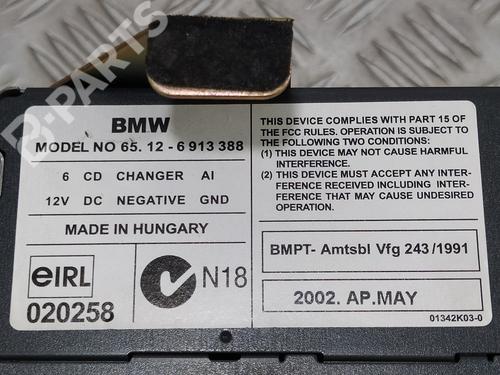 B-PARTS
BMW
MODEL NO 65. 12 - 6 913 388
6 CD CHANGER AI
12V DC NEGATIVE GND
MADE IN HUNGARY
eIRL
020258
N18
THIS DEVICE COMPLIES WITH PART 15 OF
THE FCC RULES. OPERATION IS SUBJECT TO
THE FOLLOWING TWO CONDITIONS:
(1) THIS DEVICE MAY NOT CAUSE HARMFUL
INTERFERENCE.
(2) THIS DEVICE MUST ACCEPT ANY INTER-
FERENCE RECEIVED INCLUDING INTER-
FERENCE THAT MAY CAUSE UNDESIRED
OPERATION.
BMPT- Amtsbl Vfg 243 /1991
2002. AP.MAY
01342K03-0